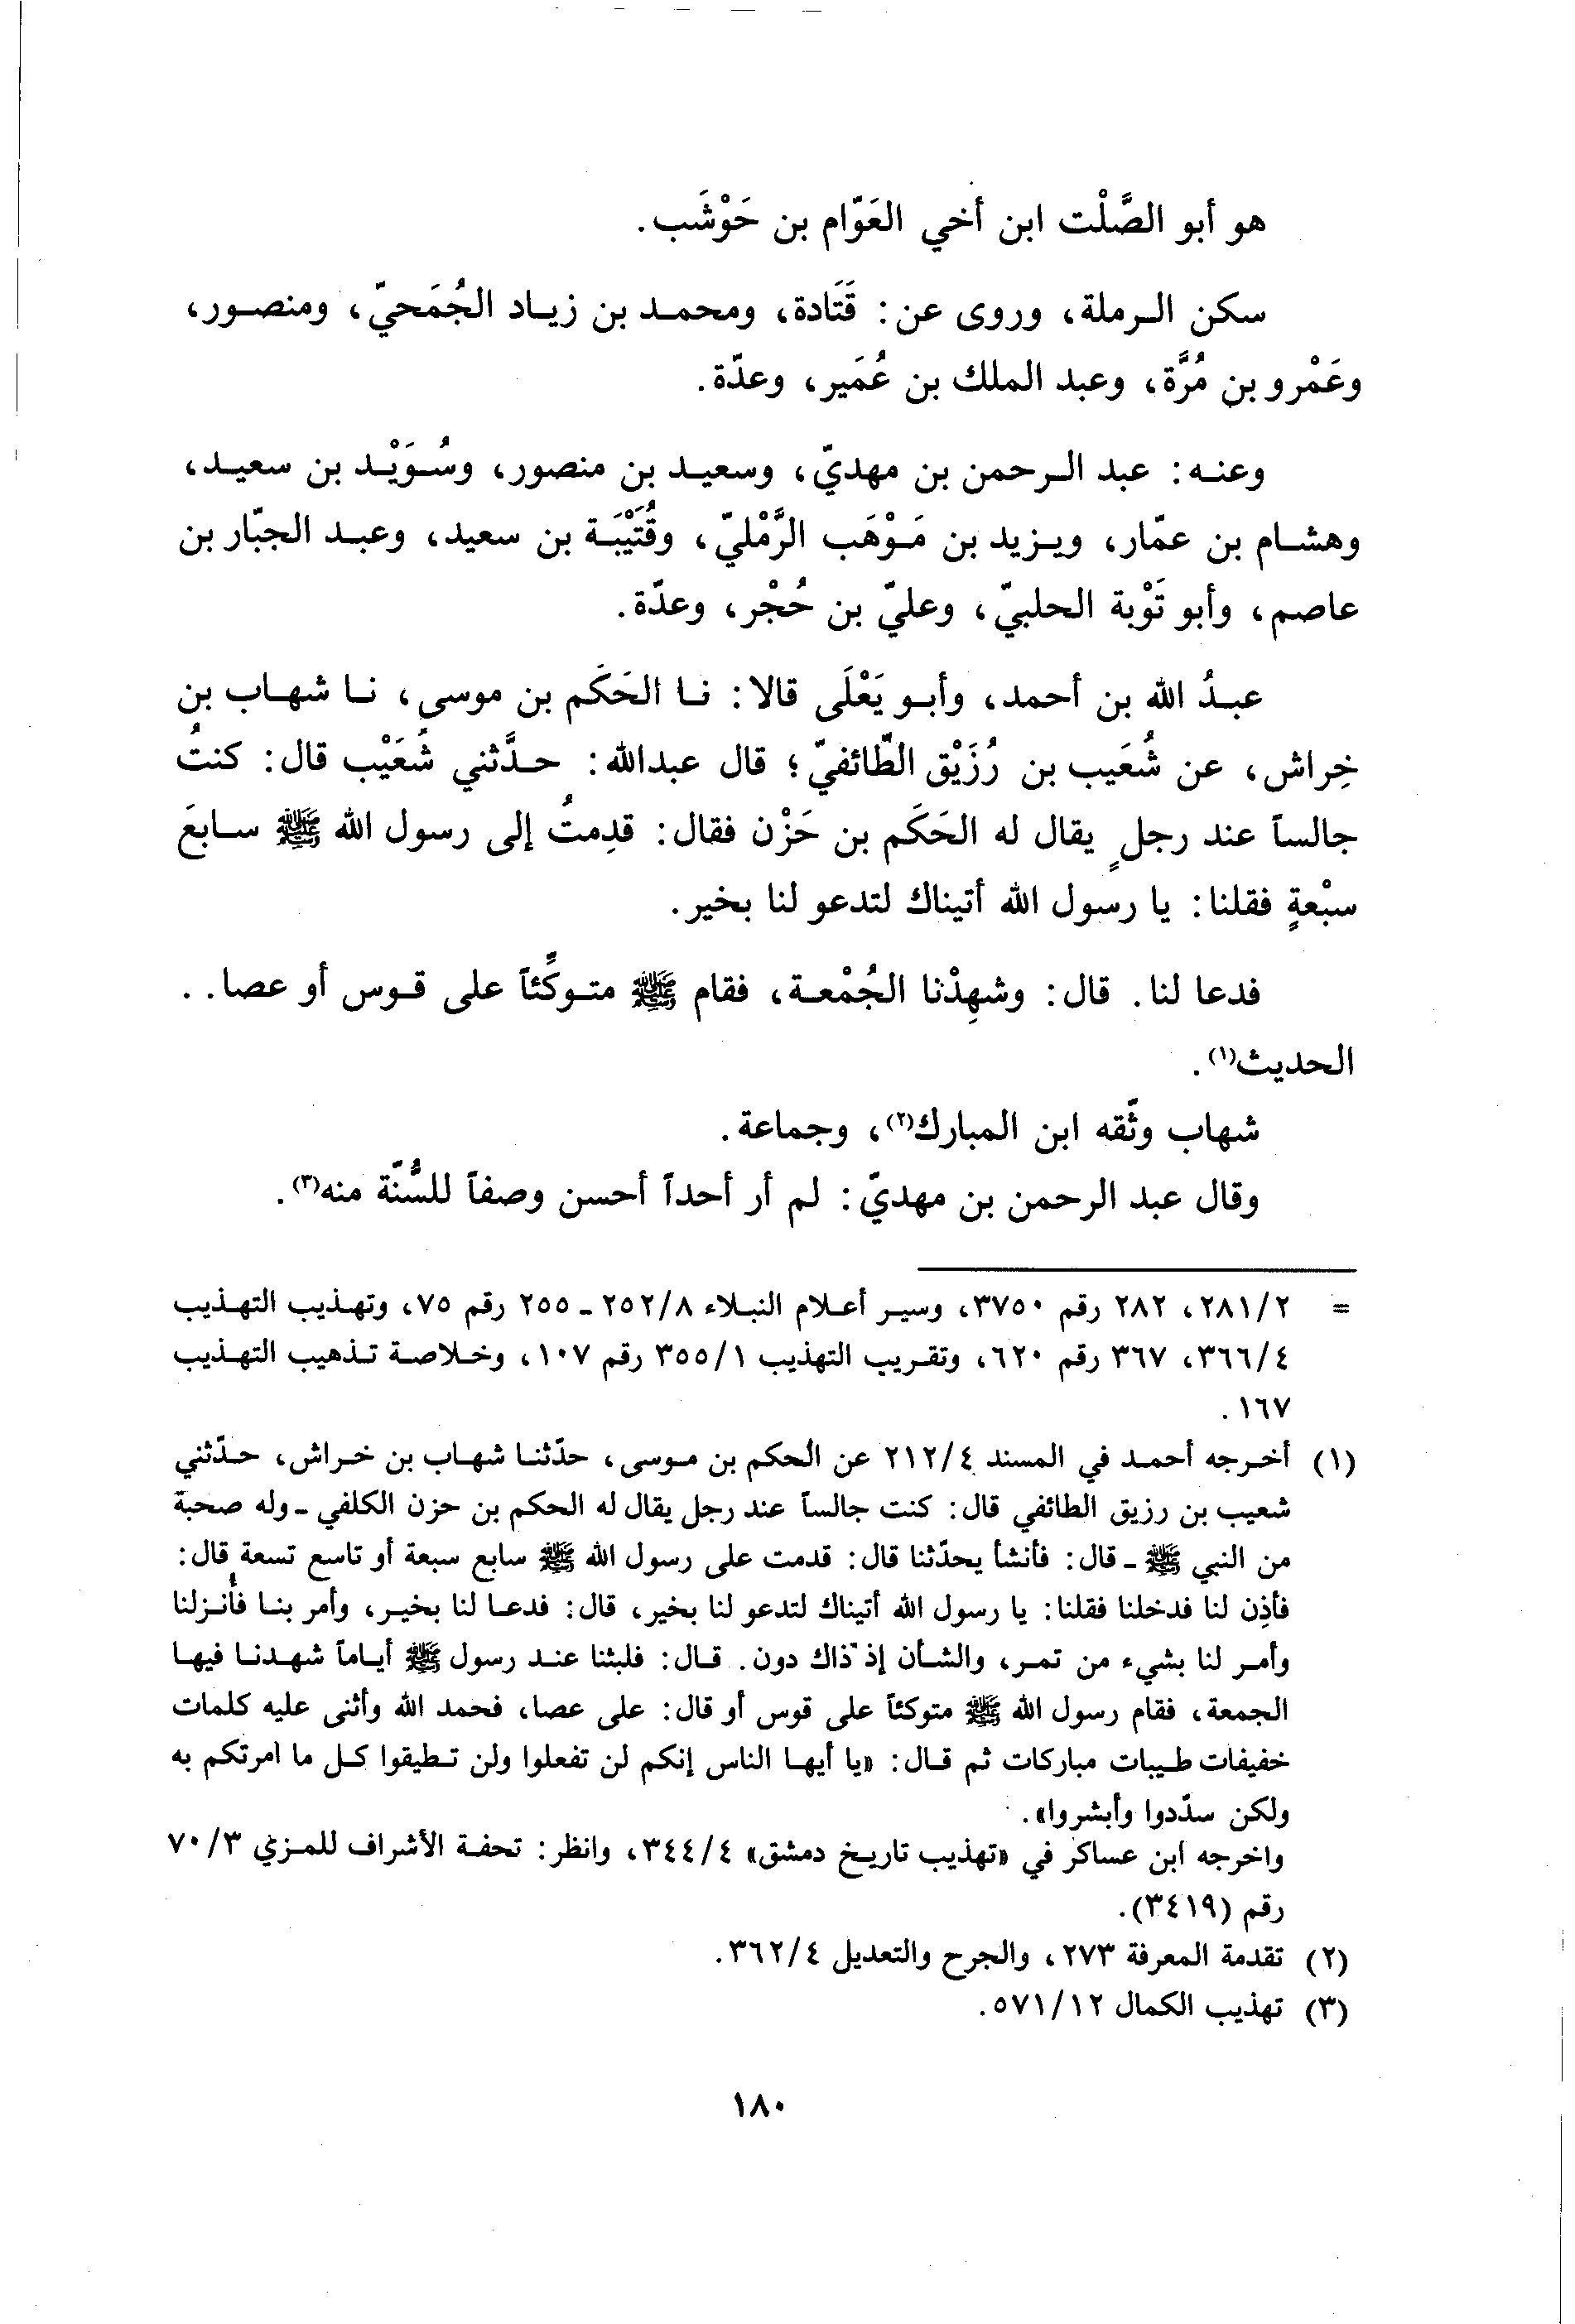 هو أبو الصَّلْت ابن أخي العَوّام بن حَوْشَب.
سكن الرملة، وروى عن: قَتَادة، ومحمد بن زياد الجُمَحيّ، ومنصور،
وعَمْرو بن مُرَّة، وعبد الملك بن عُمَير، وعدّة.
وعنه: عبد الرحمن بن مهديّ، وسعيد بن منصور، وسُوَيْد بن سعيد،
وهشام بن عمّار، ويزيد بن مَوْهَب الرَّمْليّ، وقُتَيْبَة بن سعيد، وعبد الجبّار بن
عاصم، وأبو تَوْبة الحلبيّ، وعليّ بن حُجْر، وعدّة.
عبدُ الله بن أحمد، وأبو يَعْلَى قالا: نا الحَكَم بن موسى، نا شهاب بن
خِراش، عن شُعَيب بن رُزَيْق الطّائفيّ؛ قال عبدالله: حدَّثني شُعَيْب قال: كنتُ
جالساً عند رجلٍ يقال له الحَكَم بن حَزْن فقال: قدِمتُ إلى رسول الله ﷺ سابعَ
سبْعةٍ فقلنا: يا رسول الله أتيناك لتدعو لنا بخير.
فدعا لنا. قال: وشهِدْنا الجُمْعة، فقام ﷺ متوكِّئاً على قوس أو عصا..
الحديث(١).
شهاب وثّقه ابن المبارك(٢)، وجماعة.
وقال عبد الرحمن بن مهديّ: لم أر أحداً أحسن وصفاً للسُّنّة منه(٣).
= ٢٨١/٢، ٢٨٢ رقم ٣٧٥٠، وسير أعلام النبلاء ٢٥٢/٨ - ٢٥٥ رقم ٧٥، وتهذيب التهذيب
٣٦٦/٤، ٣٦٧ رقم ٦٢٠، وتقريب التهذيب ٣٥٥/١ رقم ١٠٧، وخلاصة تذهيب التهذيب
١٦٧.
(١) أخرجه أحمد في المسند ٢١٢/٤ عن الحكم بن موسى، حدّثنا شهاب بن خراش، حدّثني
شعيب بن رزيق الطائفي قال: كنت جالساً عند رجل يقال له الحكم بن حزن الكلفي - وله صحبة
من النبي ﷺ - قال: فأنشأ يحدّثنا قال: قدمت على رسول الله ﷺ سابع سبعة أو تاسع تسعة قال:
فأذِن لنا فدخلنا فقلنا: يا رسول الله أتيناك لتدعو لنا بخير، قال: فدعا لنا بخير، وأمر بنا فأُنزلنا
وأمر لنا بشيء من تمر، والشأن إذ ذاك دون. قال: فلبثنا عند رسول ﷺ أياماً شهدنا فيها
الجمعة، فقام رسول الله ﷺ متوكئاً على قوس أو قال: على عصا، فحمد الله وأثنى عليه كلمات
خفيفات طيبات مباركات ثم قال: «يا أيها الناس إنكم لن تفعلوا ولن تطيقوا كل ما أمرتكم به
ولكن سدّدوا وأبشروا».
واخرجه ابن عساكر في «تهذيب تاريخ دمشق» ٣٤٤/٤، وانظر: تحفة الأشراف للمزي ٧٠/٣
رقم (٣٤١٩).
(٢) تقدمة المعرفة ٢٧٣، والجرح والتعديل ٣٦٢/٤.
(٣) تهذيب الكمال ٥٧١/١٢.
١٨٠